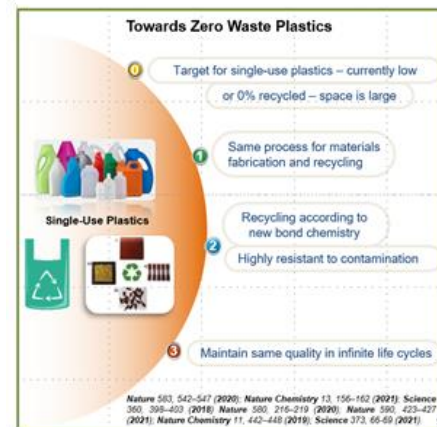 Towards Zero Waste Plastics
0
Target for single-use plastics – currently low
or 0% recycled – space is large
1
Same process for materials
fabrication and recycling
Single-Use Plastics
Recycling according to
new bond chemistry
2
Highly resistant to contamination
3
Maintain same quality in infinite life cycles
Nature 583, 542–547 (2020); Nature Chemistry 13, 156–162 (2021); Science
360, 398–403 (2018) Nature 580, 216–219 (2020); Nature 590, 423–427
(2021); Nature Chemistry 11, 442–448 (2019); Science 373, 66-69 (2021).